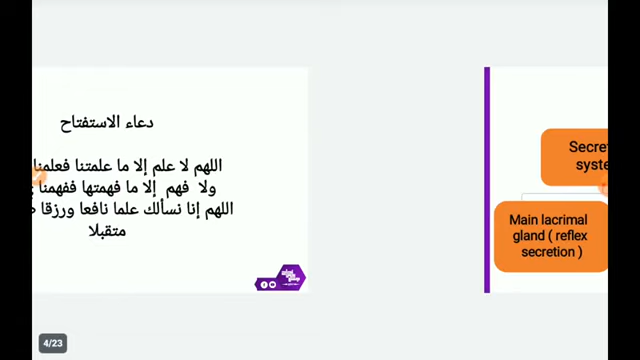 دعاء الاستفتاح
اللهم لا علم إلا ما علمتنا فعلمنا
ولا فهم إلا ما فهمتها ففهمنا
اللهم إنا نسألك علما نافعا ورزقا
متقبلا
Main lacrimal
gland ( reflex
secretion )
4/23